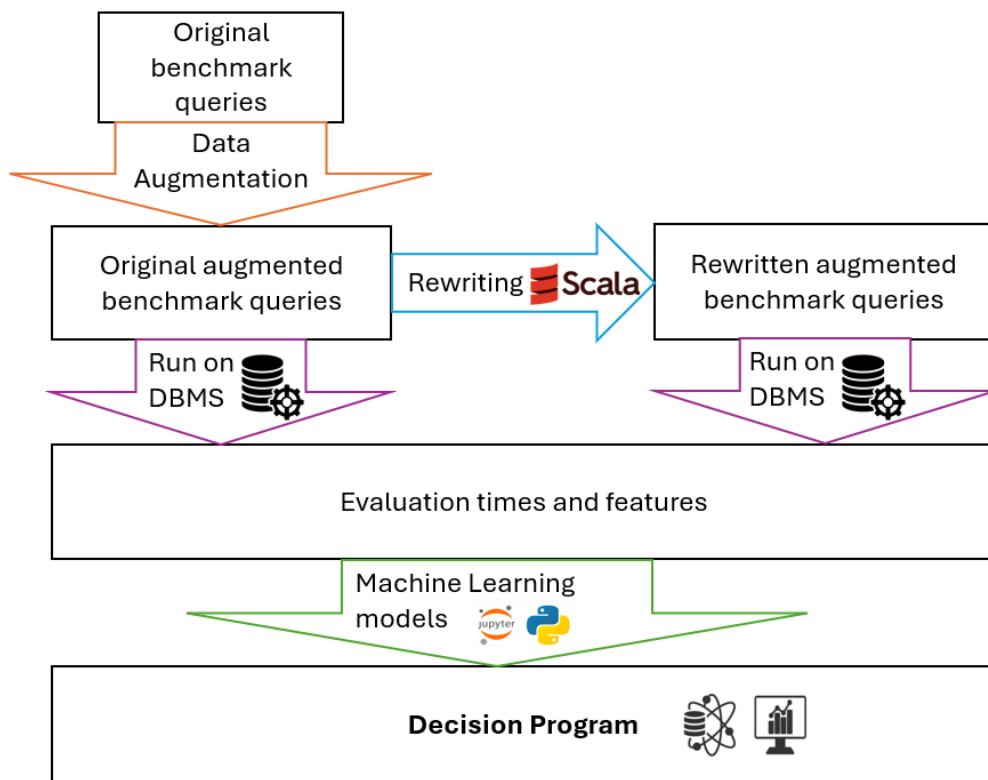 Original
benchmark
queries
Data
Augmentation
Original augmented
benchmark queries
Rewriting Scala
Rewritten augmented
benchmark queries
Run on
DBMS
Run on
DBMS
Evaluation times and features
Machine Learning
models jupyter
Decision Program